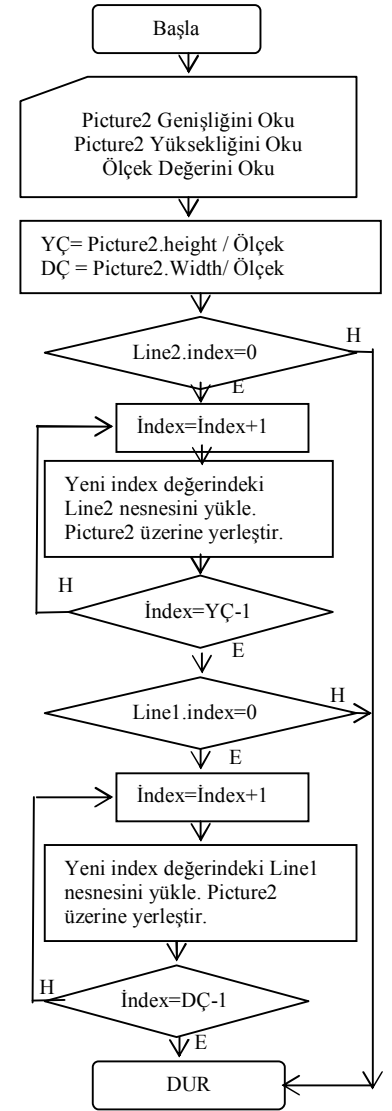 Başla
Picture2 Genişliğini Oku
Picture2 Yüksekliğini Oku
Ölçek Değerini Oku
YÇ= Picture2.height / Ölçek
DÇ = Picture2.Width/ Ölçek
H
Line2.index=0
E
İndex=İndex+1
Yeni index değerindeki
Line2 nesnesini yükle.
Picture2 üzerine yerleştir.
H
İndex=YÇ-1
E
H
Line1.index=0
E
İndex=İndex+1
Yeni index değerindeki Line1
nesnesini yükle. Picture2
üzerine yerleştir.
H
İndex=DÇ-1
E
DUR